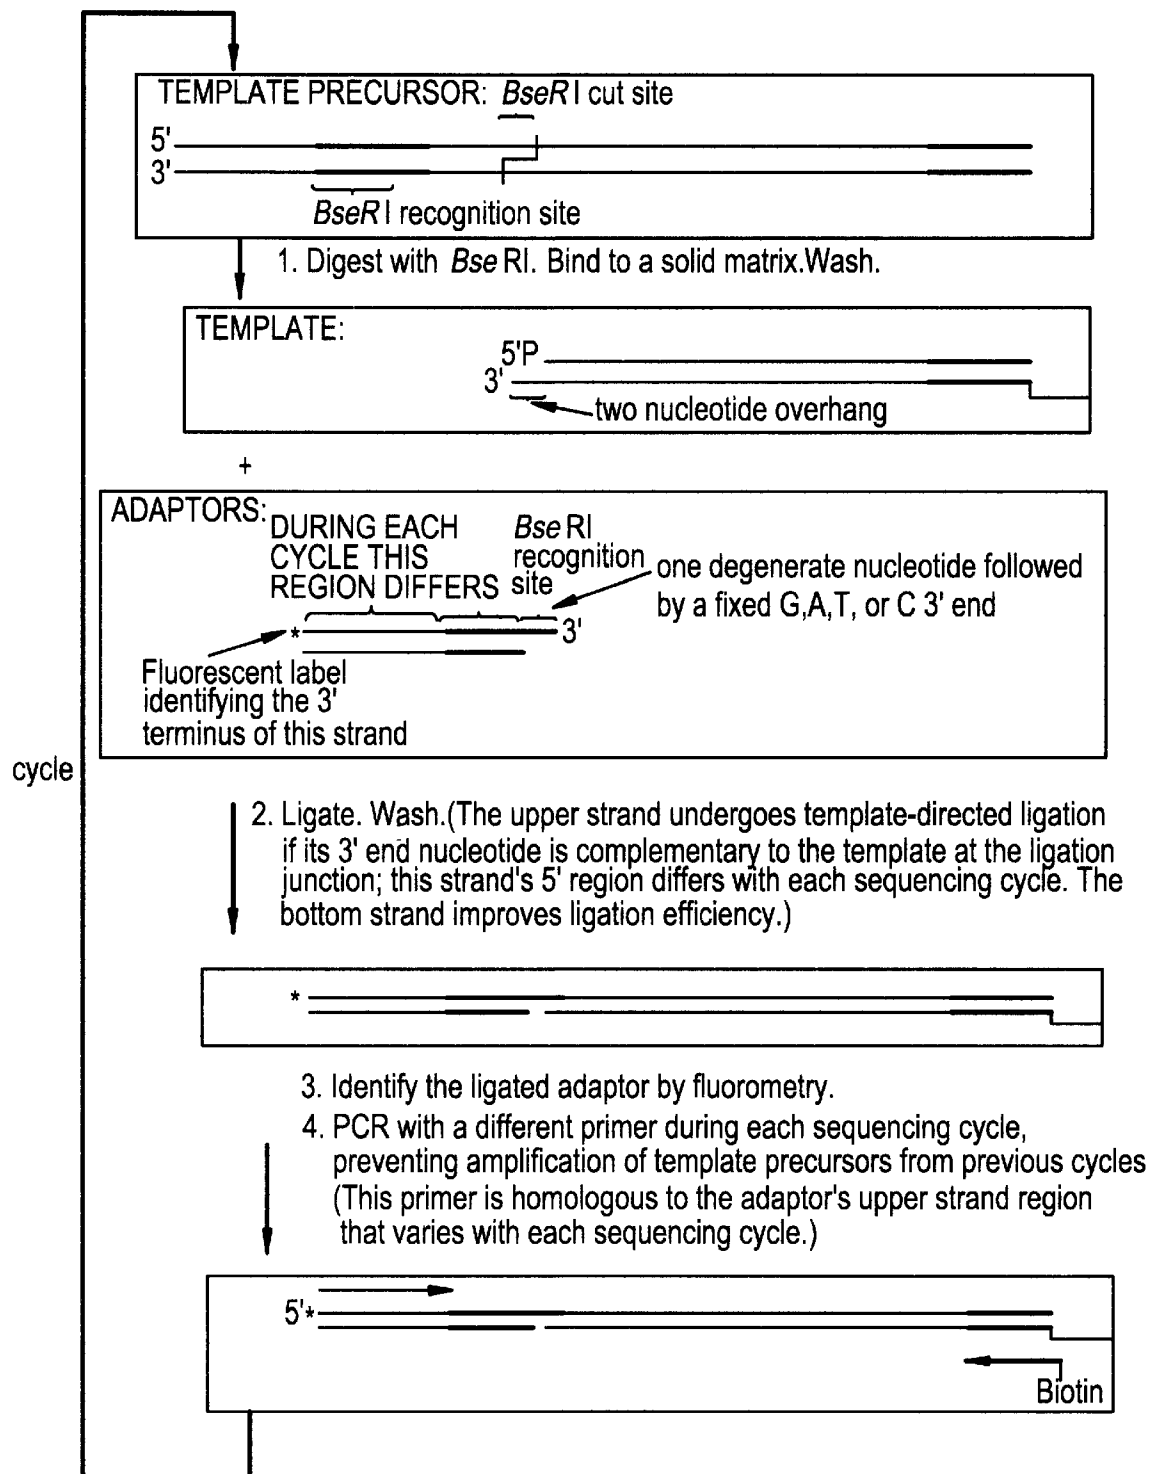 TEMPLATE PRECURSOR: BseR I cut site
5'
3'
BseR I recognition site
1. Digest with Bse RI. Bind to a solid matrix.Wash.
TEMPLATE:
5'P
3'
two nucleotide overhang
+
ADAPTORS:
DURING EACH
CYCLE THIS
REGION DIFFERS
Bse RI
recognition
site
one degenerate nucleotide followed
by a fixed G,A,T, or C 3' end
* 3'
Fluorescent label
identifying the 3'
terminus of this strand
cycle
2. Ligate. Wash.(The upper strand undergoes template-directed ligation
if its 3' end nucleotide is complementary to the template at the ligation
junction; this strand's 5' region differs with each sequencing cycle. The
bottom strand improves ligation efficiency.)
*
3. Identify the ligated adaptor by fluorometry.
4. PCR with a different primer during each sequencing cycle,
preventing amplification of template precursors from previous cycles
(This primer is homologous to the adaptor's upper strand region
that varies with each sequencing cycle.)
5'*
Biotin